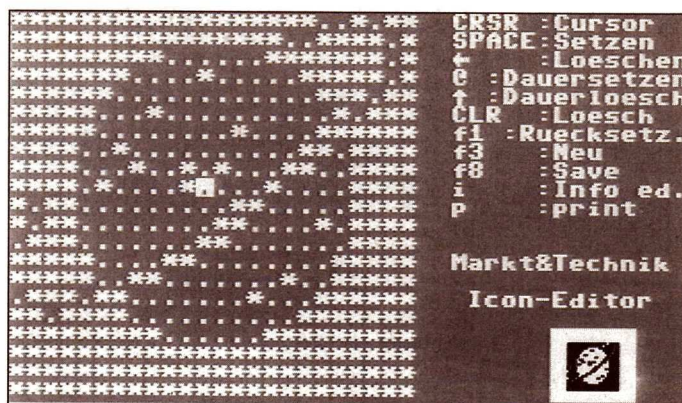 CRSR :Cursor
SPACE:Setzen
← :Loeschen
@ :Dauersetzen
↑ :Dauerloesch
CLR :Loesch
f1 :Ruecksetz.
f3 :Neu
f8 :Save
i :Info ed.
p :print
Markt&Technik
Icon-Editor